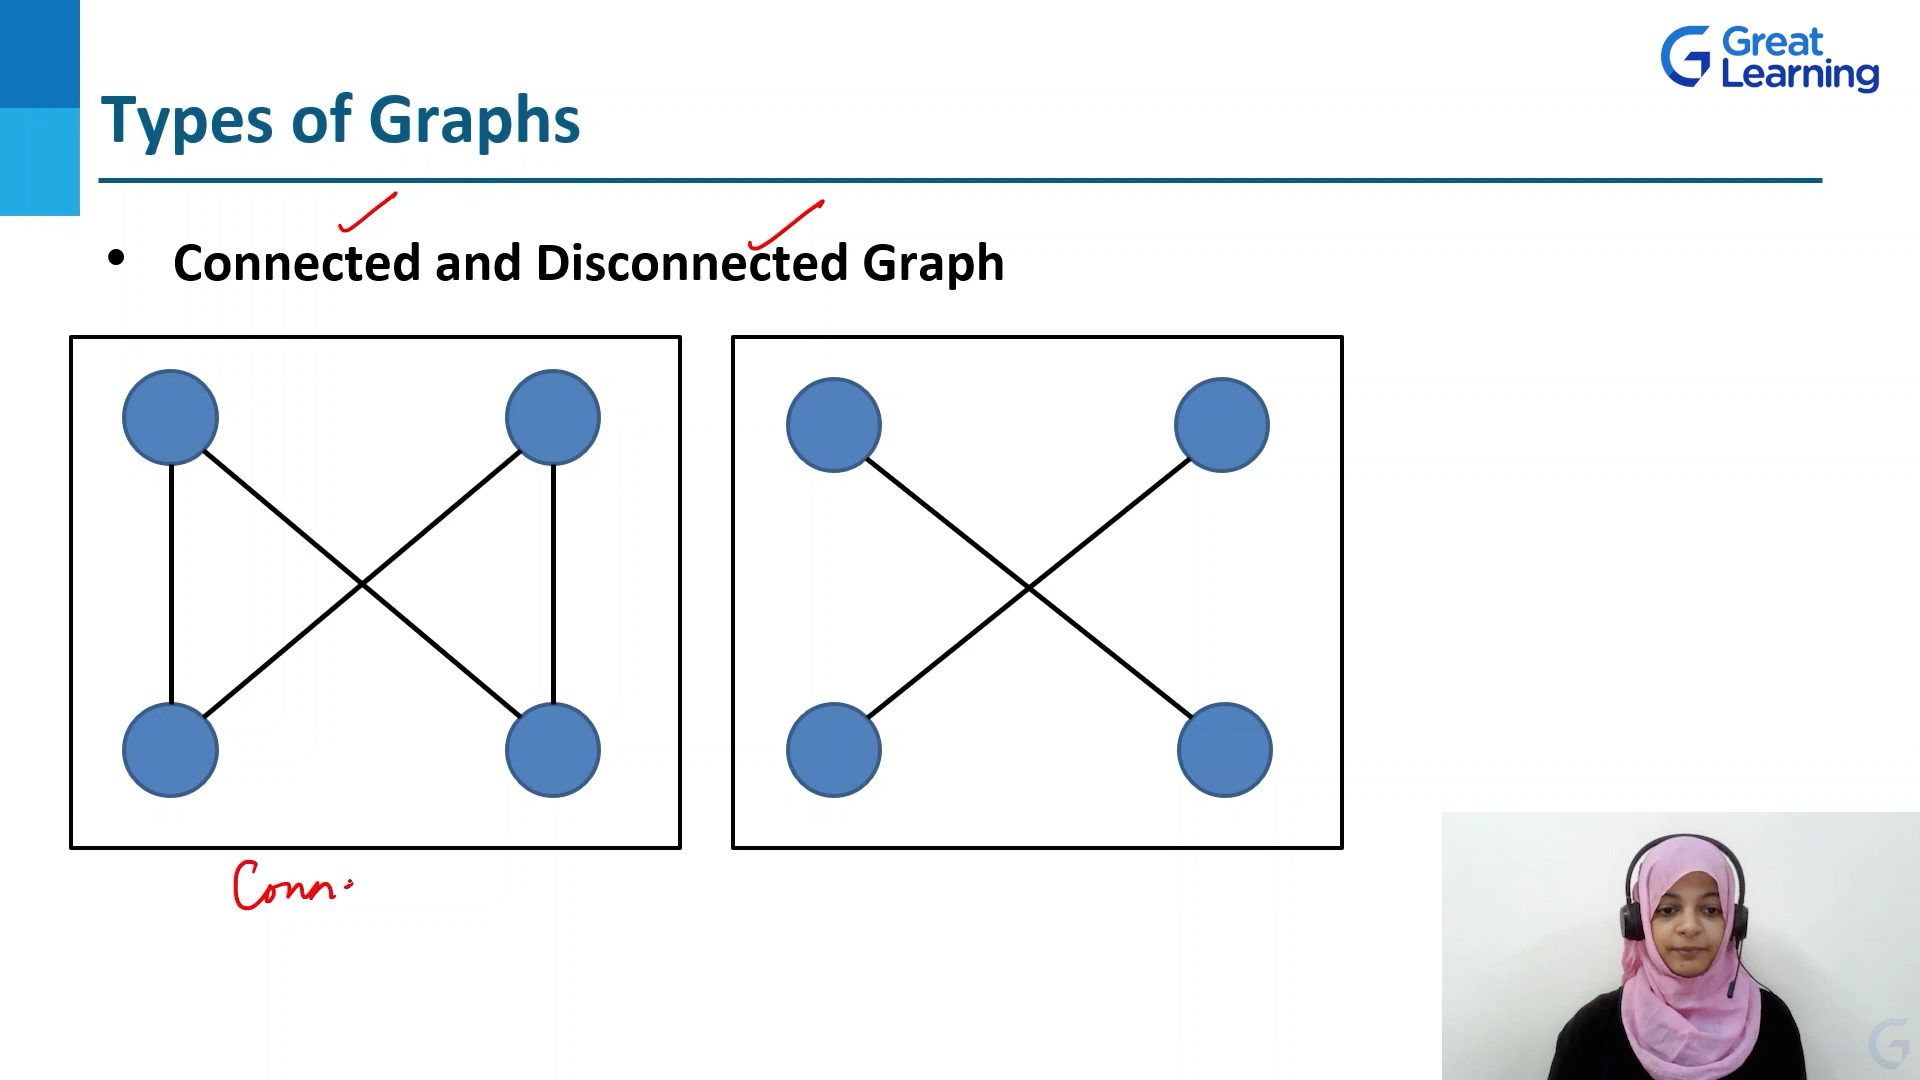 Great
Learning
Types of Graphs
• Connected and Disconnected Graph
Conn.